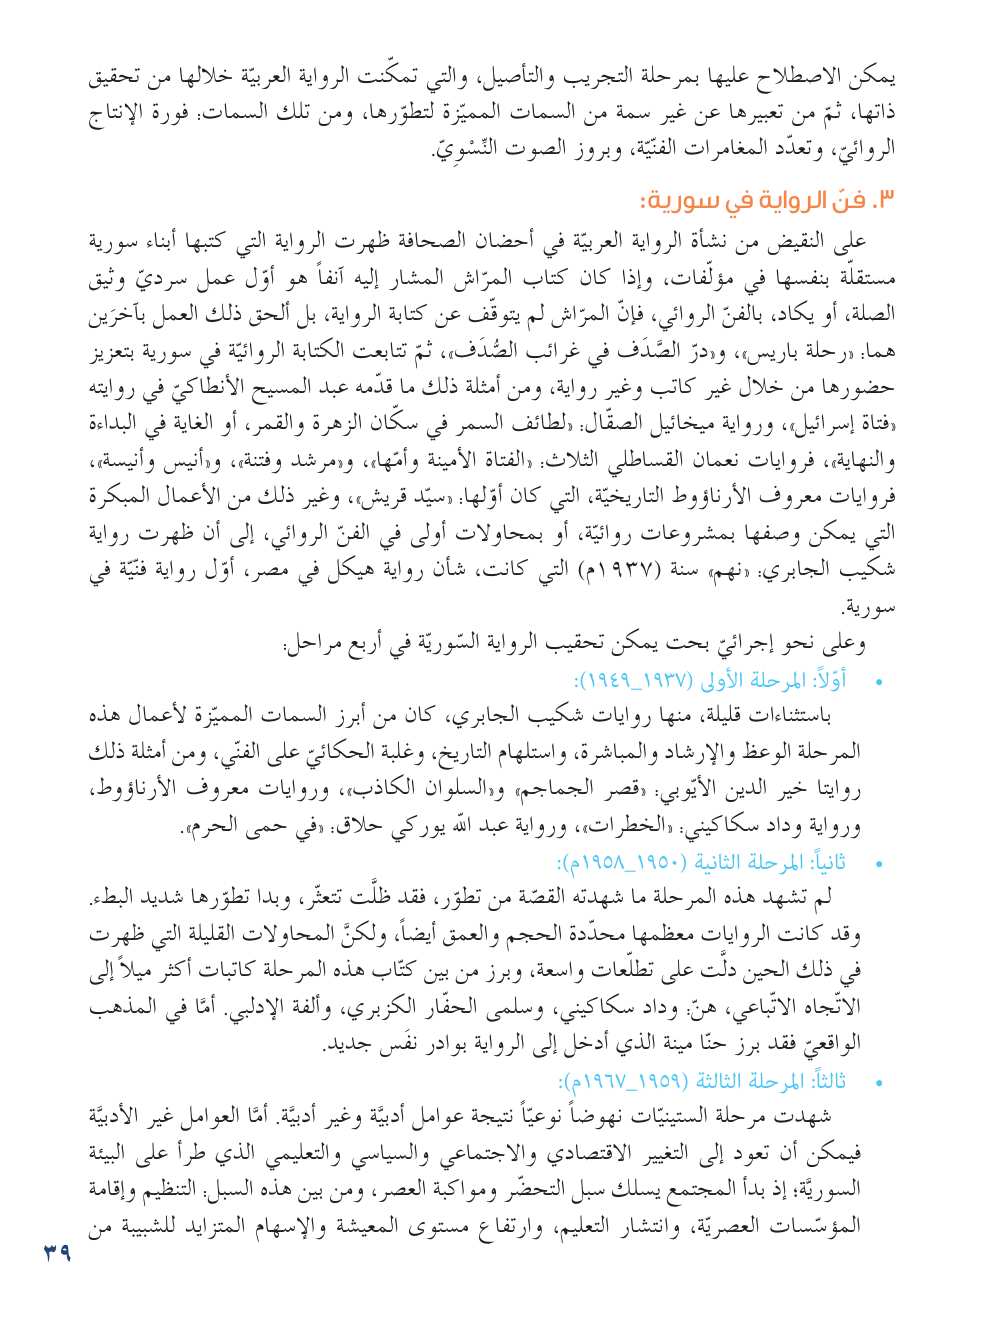 يمكن الاصطلاح عليها بمرحلة التجريب والتأصيل، والتي تمكّنت الرواية العربيّة خلالها من تحقيق
ذاتها، ثمّ من تعبيرها عن غير سمة من السمات المميّزة لتطوّرها، ومن تلك السمات: فورة الإنتاج
الروائيّ، وتعدّد المغامرات الفنّيّة، وبروز الصوت النِّسْوِيّ.
٣. فنّ الرواية في سورية:
على النقيض من نشأة الرواية العربيّة في أحضان الصحافة ظهرت الرواية التي كتبها أبناء سورية
مستقلّة بنفسها في مؤلّفات، وإذا كان كتاب المرّاش المشار إليه آنفاً هو أوّل عمل سرديّ وثيق
الصلة، أو يكاد، بالفنّ الروائي، فإنّ المرّاش لم يتوقّف عن كتابة الرواية، بل ألحق ذلك العمل بآخرَين
هما: «رحلة باريس»، و«درّ الصَّدَف في غرائب الصُّدَف»، ثمّ تتابعت الكتابة الروائيّة في سورية بتعزيز
حضورها من خلال غير كاتب وغير رواية، ومن أمثلة ذلك ما قدّمه عبد المسيح الأنطاكيّ في روايته
«فتاة إسرائيل»، ورواية ميخائيل الصقّال: «لطائف السمر في سكّان الزهرة والقمر، أو الغاية في البداءة
والنهاية»، فروايات نعمان القساطلي الثلاث: «الفتاة الأمينة وأمّها»، و«مرشد وفتنة»، و«أنيس وأنيسة»،
فروايات معروف الأرناؤوط التاريخيّة، التي كان أوّلها: «سيّد قريش»، وغير ذلك من الأعمال المبكرة
التي يمكن وصفها بمشروعات روائيّة، أو بمحاولات أولى في الفنّ الروائي، إلى أن ظهرت رواية
شكيب الجابري: «نهم» سنة (١٩٣٧م) التي كانت، شأن رواية هيكل في مصر، أوّل رواية فنّيّة في
سورية.
وعلى نحو إجرائيّ بحت يمكن تحقيب الرواية السّوريّة في أربع مراحل:
• أوّلاً: المرحلة الأولى (١٩٣٧_١٩٤٩):
باستثناءات قليلة، منها روايات شكيب الجابري، كان من أبرز السمات المميّزة لأعمال هذه
المرحلة الوعظ والإرشاد والمباشرة، واستلهام التاريخ، وغلبة الحكائيّ على الفنّي، ومن أمثلة ذلك
روايتا خير الدين الأيّوبي: «قصر الجماجم» و«السلوان الكاذب»، وروايات معروف الأرناؤوط،
ورواية وداد سكاكيني: «الخطرات»، ورواية عبد الله يوركي حلاق: «في حمى الحرم».
• ثانياً: المرحلة الثانية (١٩٥٠_١٩٥٨م):
لم تشهد هذه المرحلة ما شهدته القصّة من تطوّر، فقد ظلَّت تتعثّر، وبدا تطوّرها شديد البطء.
وقد كانت الروايات معظمها محدّدة الحجم والعمق أيضاً، ولكنَّ المحاولات القليلة التي ظهرت
في ذلك الحين دلَّت على تطلّعات واسعة، وبرز من بين كتّاب هذه المرحلة كاتبات أكثر ميلاً إلى
الاتّجاه الاتّباعي، هنّ: وداد سكاكيني، وسلمى الحفّار الكزبري، وألفة الإدلبي. أمَّا في المذهب
الواقعيّ فقد برز حنّا مينة الذي أدخل إلى الرواية بوادر نفَس جديد.
• ثالثاً: المرحلة الثالثة (١٩٥٩_١٩٦٧م):
شهدت مرحلة الستينيّات نهوضاً نوعيّاً نتيجة عوامل أدبيَّة وغير أدبيَّة. أمَّا العوامل غير الأدبيَّة
فيمكن أن تعود إلى التغيير الاقتصادي والاجتماعي والسياسي والتعليمي الذي طرأ على البيئة
السوريَّة؛ إذ بدأ المجتمع يسلك سبل التحضّر ومواكبة العصر، ومن بين هذه السبل: التنظيم وإقامة
المؤسّسات العصريّة، وانتشار التعليم، وارتفاع مستوى المعيشة والإسهام المتزايد للشبيبة من
٣٩